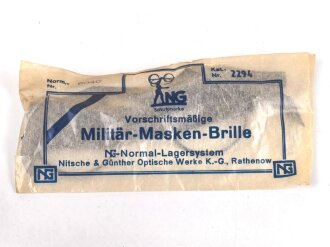 Norm.-
Nr.
Kat.-
Nr. 2294
NG
Schutzmarke
Vorschriftsmäßige
Militär-Masken-Brille
NG-Normal-Lagersystem
Nitsche & Günther Optische Werke K.-G., Rathenow
NG
NG